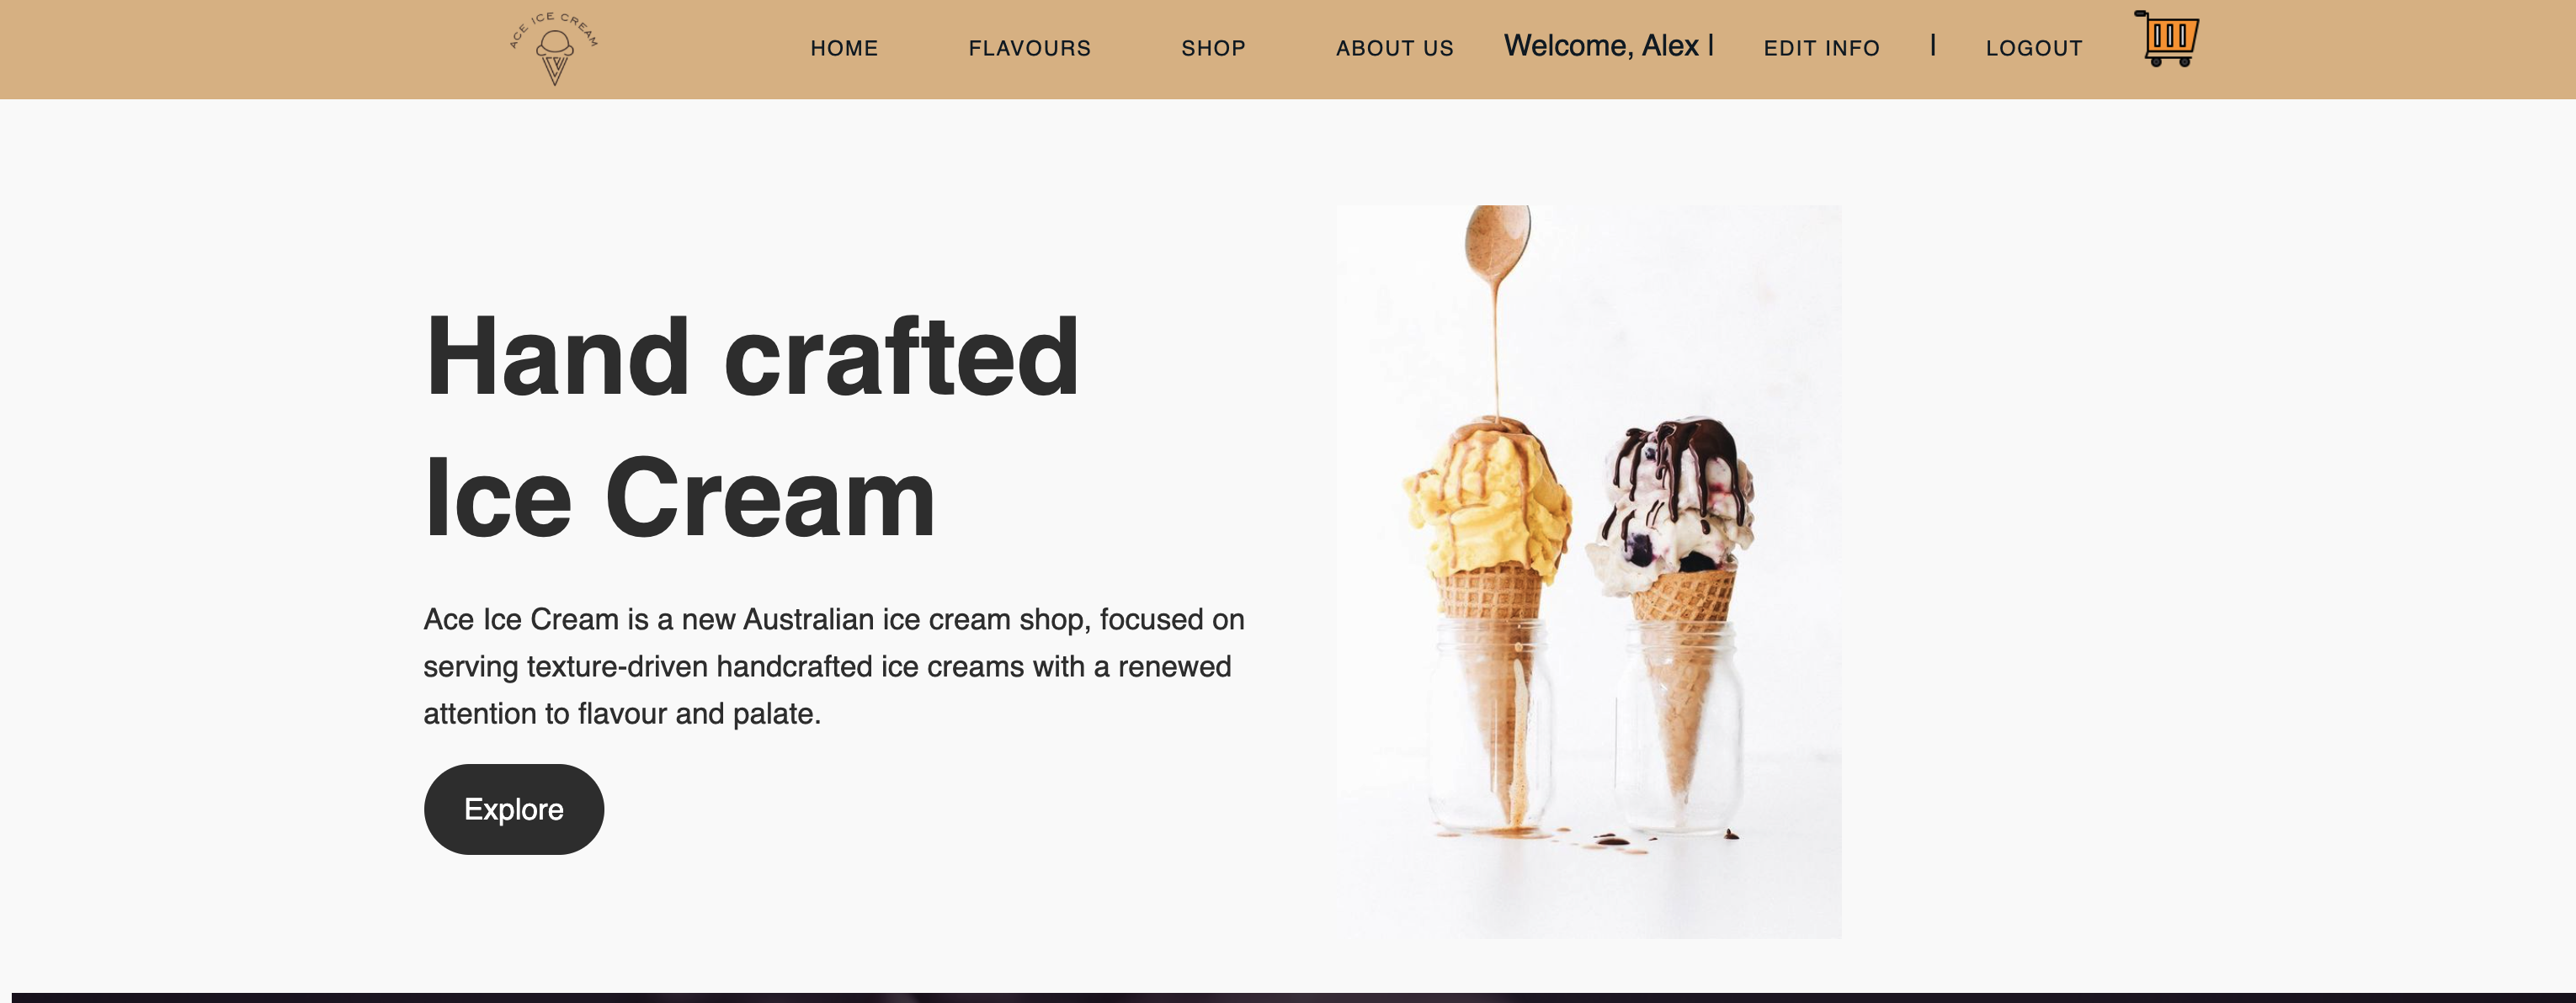 ACE ICE CREAM
HOME FLAVOURS SHOP ABOUT US Welcome, Alex | EDIT INFO | LOGOUT
Hand crafted
Ice Cream
Ace Ice Cream is a new Australian ice cream shop, focused on
serving texture-driven handcrafted ice creams with a renewed
attention to flavour and palate.
Explore